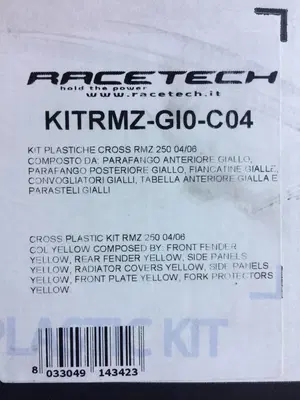 RACETECH
hold the power
www.racetech.it
KITRMZ-GI0-C04
KIT PLASTICHE CROSS RMZ 250 04/06
COMPOSTO DA: PARAFANGO ANTERIORE GIALLO,
PARAFANGO POSTERIORE GIALLO, FIANCATINE GIALLE,
CONVOGLIATORI GIALLI, TABELLA ANTERIORE GIALLA E
PARASTELI GIALLI
CROSS PLASTIC KIT RMZ 250 04/06
COL.YELLOW COMPOSED BY: FRONT FENDER
YELLOW, REAR FENDER YELLOW, SIDE PANELS
YELLOW, RADIATOR COVERS YELLOW, SIDE PANELS
YELLOW, FRONT PLATE YELLOW, FORK PROTECTORS
YELLOW
PLASTIC KIT
8 033049 143423